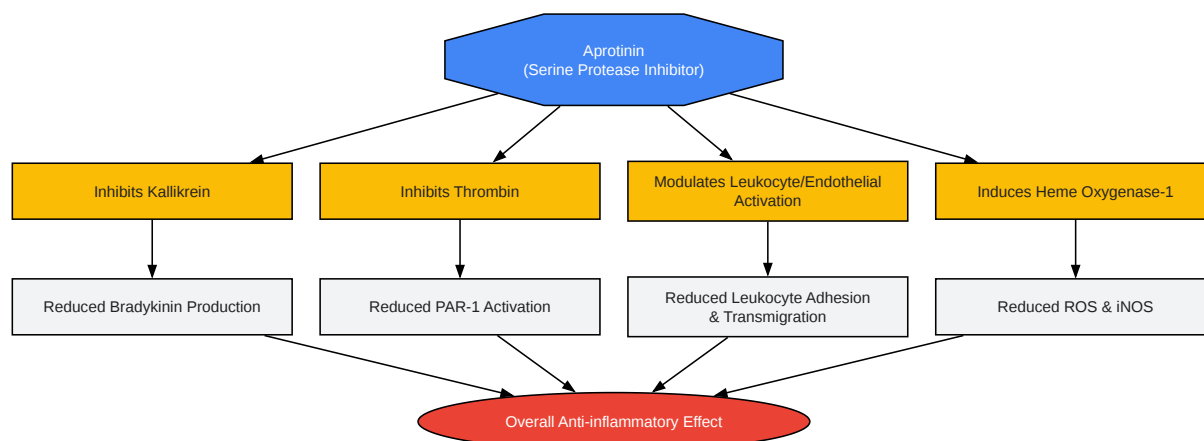 Aprotinin
(Serine Protease Inhibitor)
Inhibits Kallikrein
Inhibits Thrombin
Modulates Leukocyte/Endothelial
Activation
Induces Heme Oxygenase-1
Reduced Bradykinin Production
Reduced PAR-1 Activation
Reduced Leukocyte Adhesion
& Transmigration
Reduced ROS & iNOS
Overall Anti-inflammatory Effect